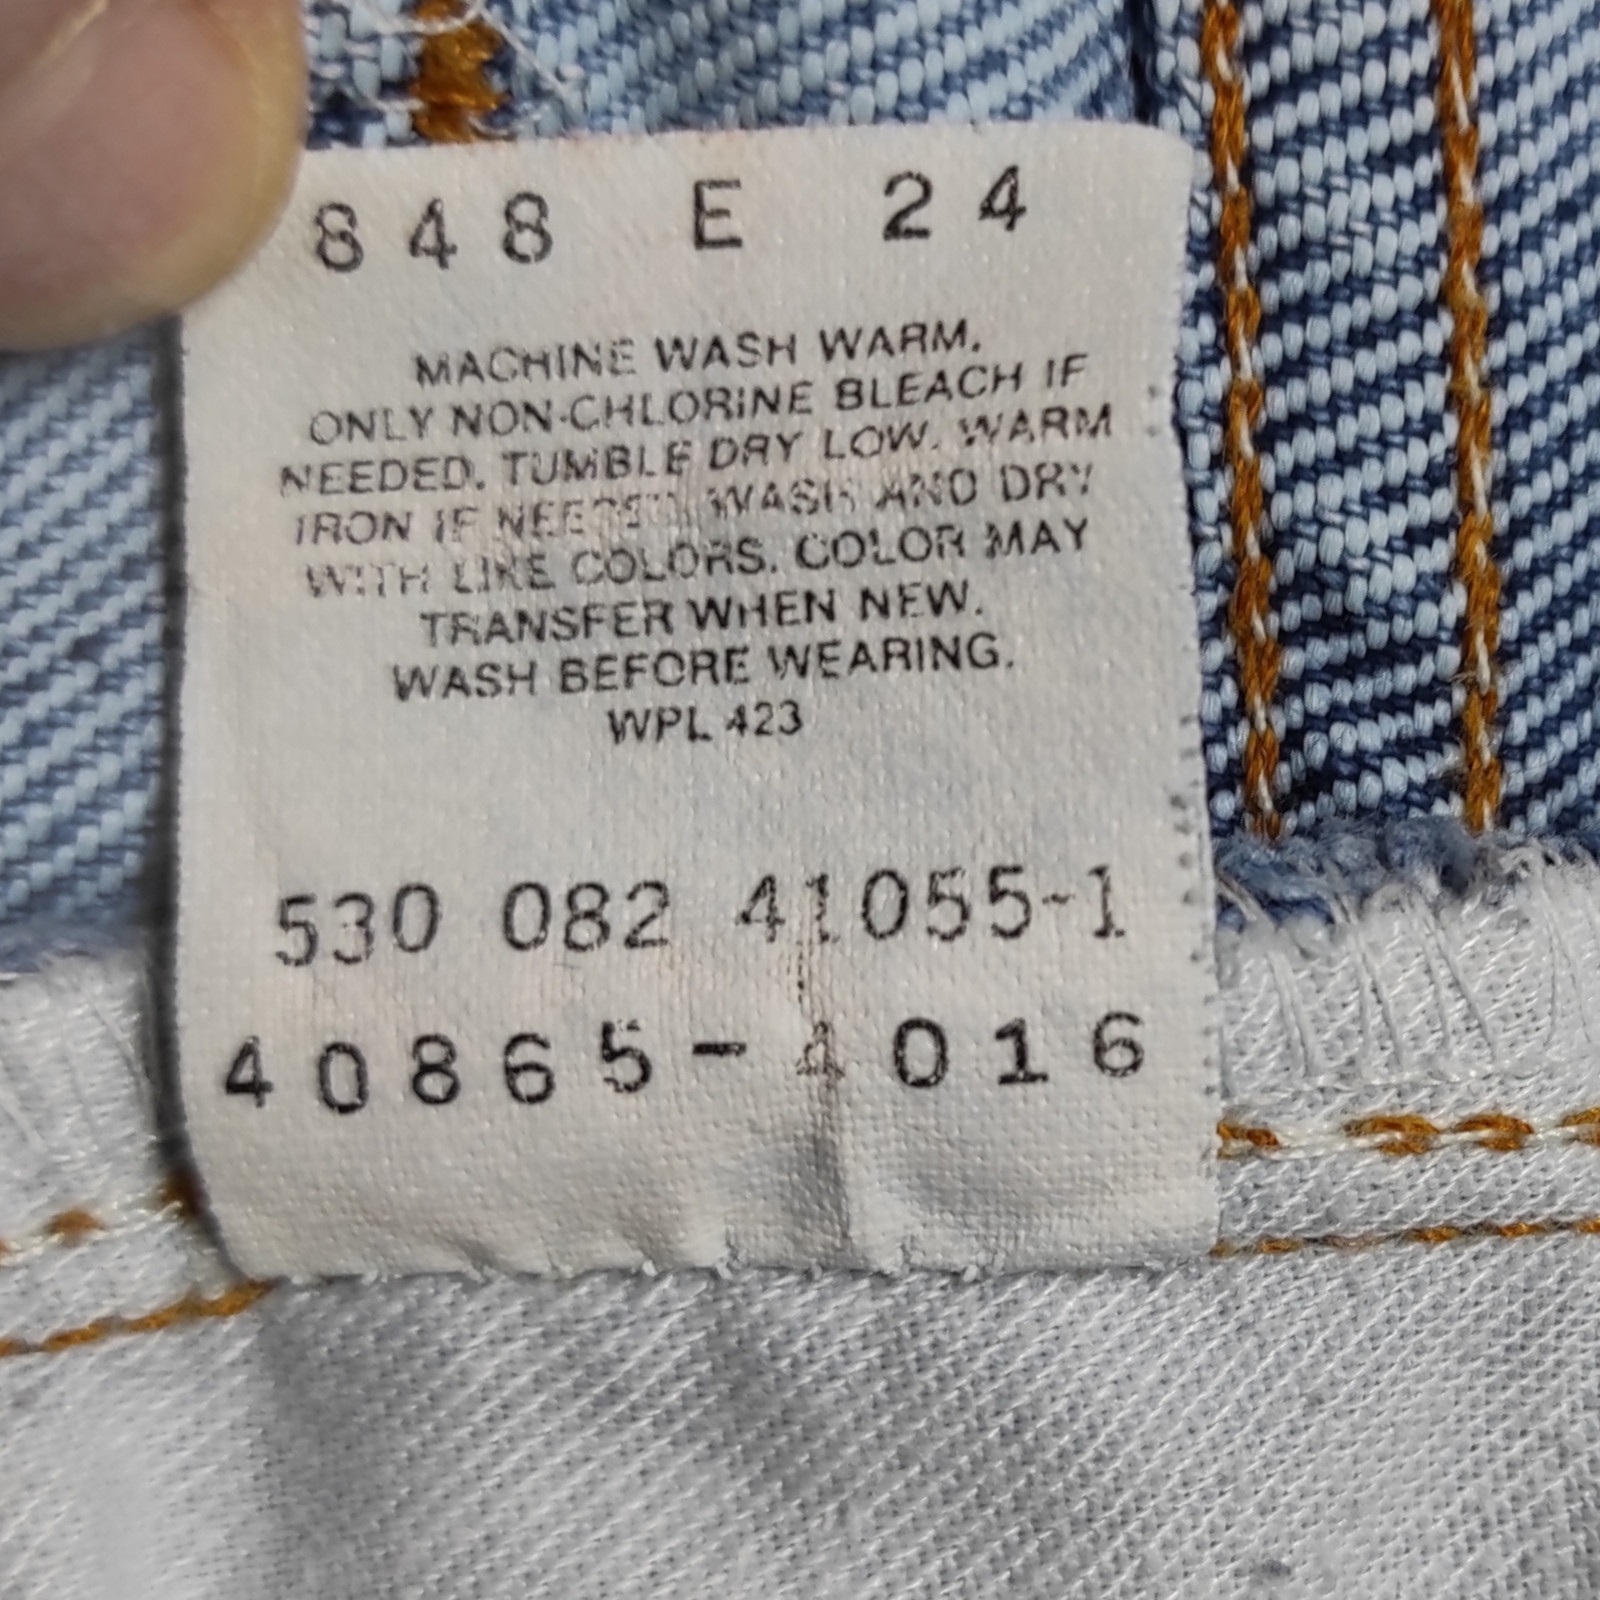 848 E 24
MACHINE WASH WARM.
ONLY NON-CHLORINE BLEACH IF
NEEDED. TUMBLE DRY LOW. WARM
IRON IF NEEDED. WASH AND DRY
WITH LIKE COLORS. COLOR MAY
TRANSFER WHEN NEW.
WASH BEFORE WEARING.
WPL 423
530 082 41055-1
40865-4016